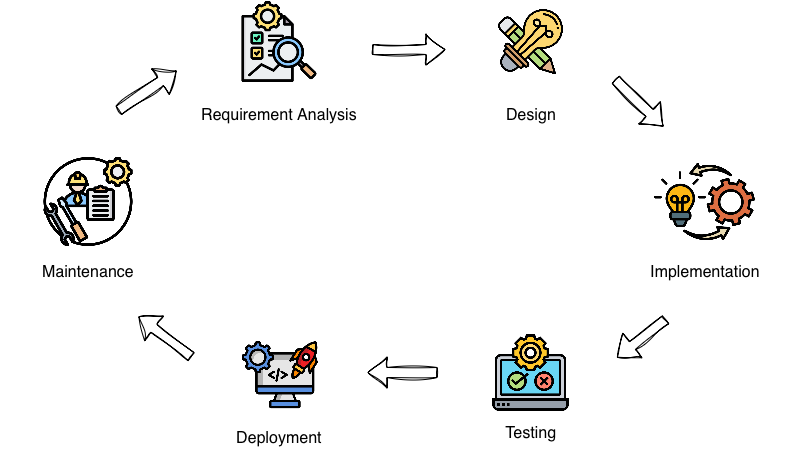 Requirement Analysis
Design
Maintenance
Implementation
</>
Deployment
Testing